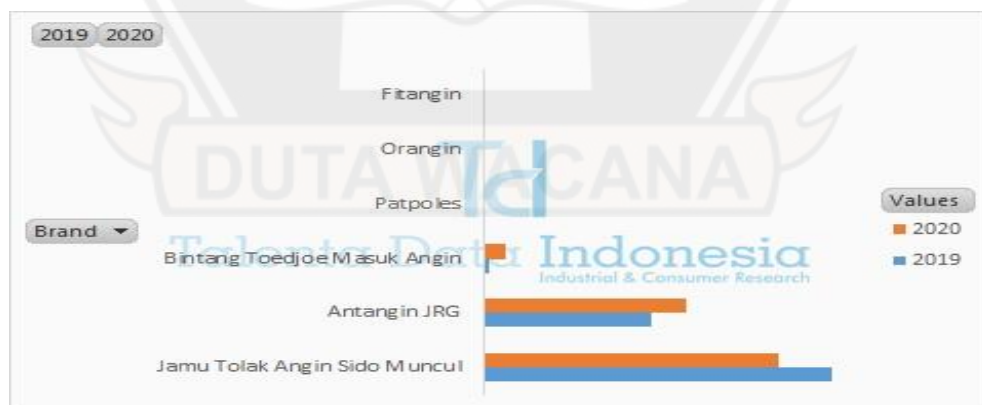 2019 2020
Fitangin
Orangin
DUTA WACANA
Td
Patpoles
Values
Brand
2020
Talenta Data Indonesia
Bintang Toedjoe Masuk Angin
2019
Industrial & Consumer Research
Antangin JRG
Jamu Tolak Angin Sido Muncul